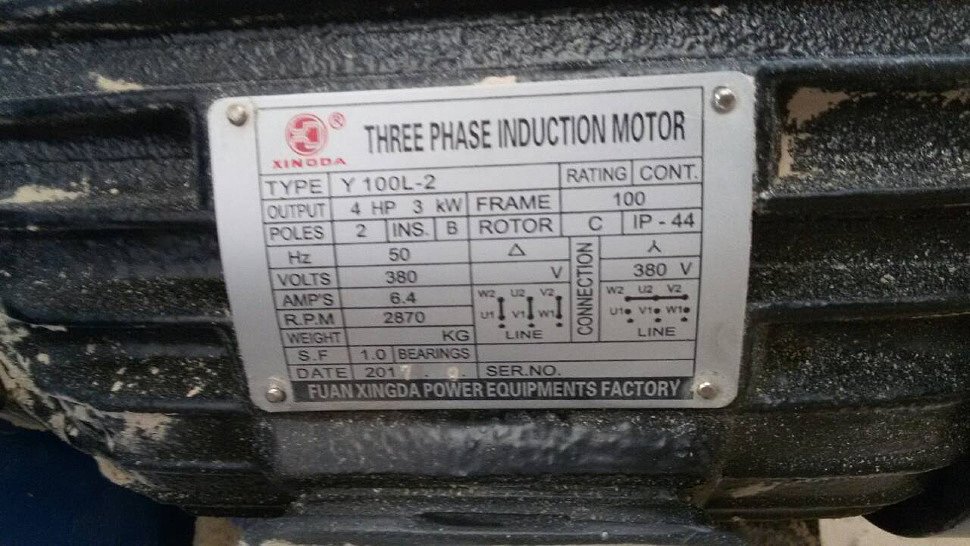 XINGDA ® THREE PHASE INDUCTION MOTOR
TYPE Y 100L-2 RATING CONT.
OUTPUT 4 HP 3 kW FRAME 100
POLES 2 INS. B ROTOR C IP-44
Hz 50 △ CONNECTION 人
VOLTS 380 V 380 V
AMP'S 6.4 W2 U2 V2 W2 U2 V2
R.P.M 2870 U1 V1 W1 U1 V1 W1
WEIGHT KG LINE LINE
S.F 1.0 BEARINGS
DATE 2017.9. SER.NO.
FUAN XINGDA POWER EQUIPMENTS FACTORY